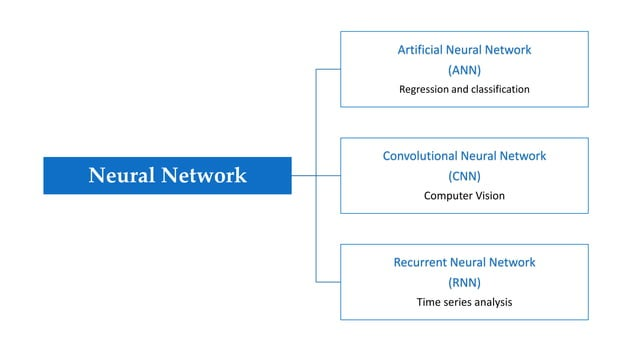 Neural Network
Artificial Neural Network
(ANN)
Regression and classification
Convolutional Neural Network
(CNN)
Computer Vision
Recurrent Neural Network
(RNN)
Time series analysis